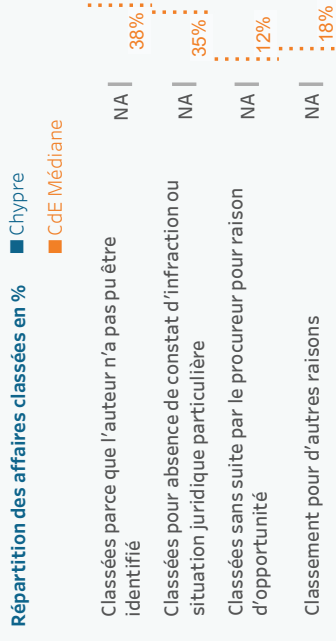 Répartition des affaires classées en %
Chypre
CdE Médiane
Classées parce que l'auteur n'a pas pu être
identifié
NA
38%
Classées pour absence de constat d'infraction ou
situation juridique particulière
NA
35%
Classées sans suite par le procureur pour raison
d'opportunité
NA
12%
Classement pour d'autres raisons
NA
18%